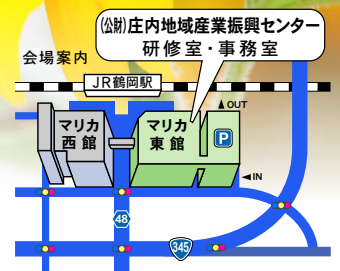 (公財)庄内地域産業振興センター
研修室・事務室
会場案内
JR鶴岡駅
▲OUT
マリカ
西館
マリカ
東館
P
◀IN
48
345